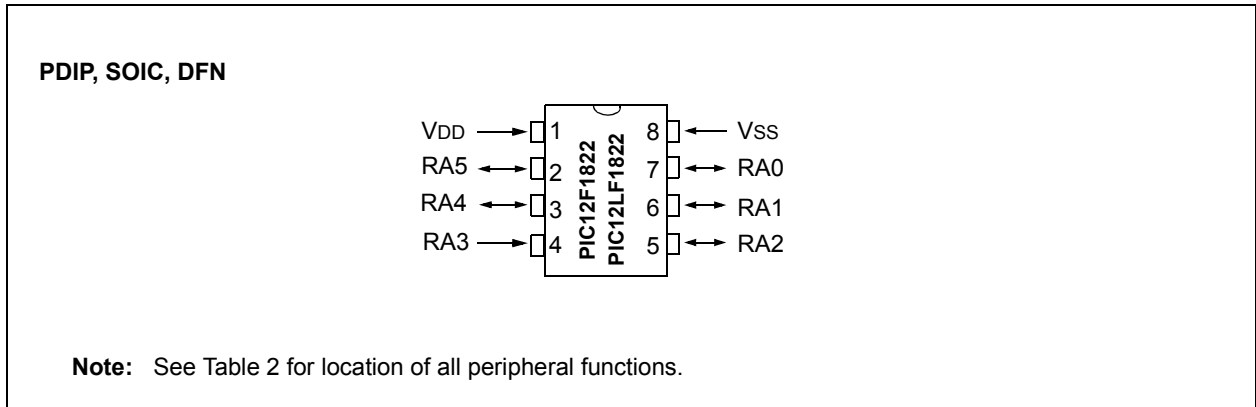 PDIP, SOIC, DFN
VDD 1 8 VSS
RA5 2 7 RA0
RA4 3 6 RA1
RA3 4 5 RA2
PIC12F1822
PIC12LF1822
Note: See Table 2 for location of all peripheral functions.